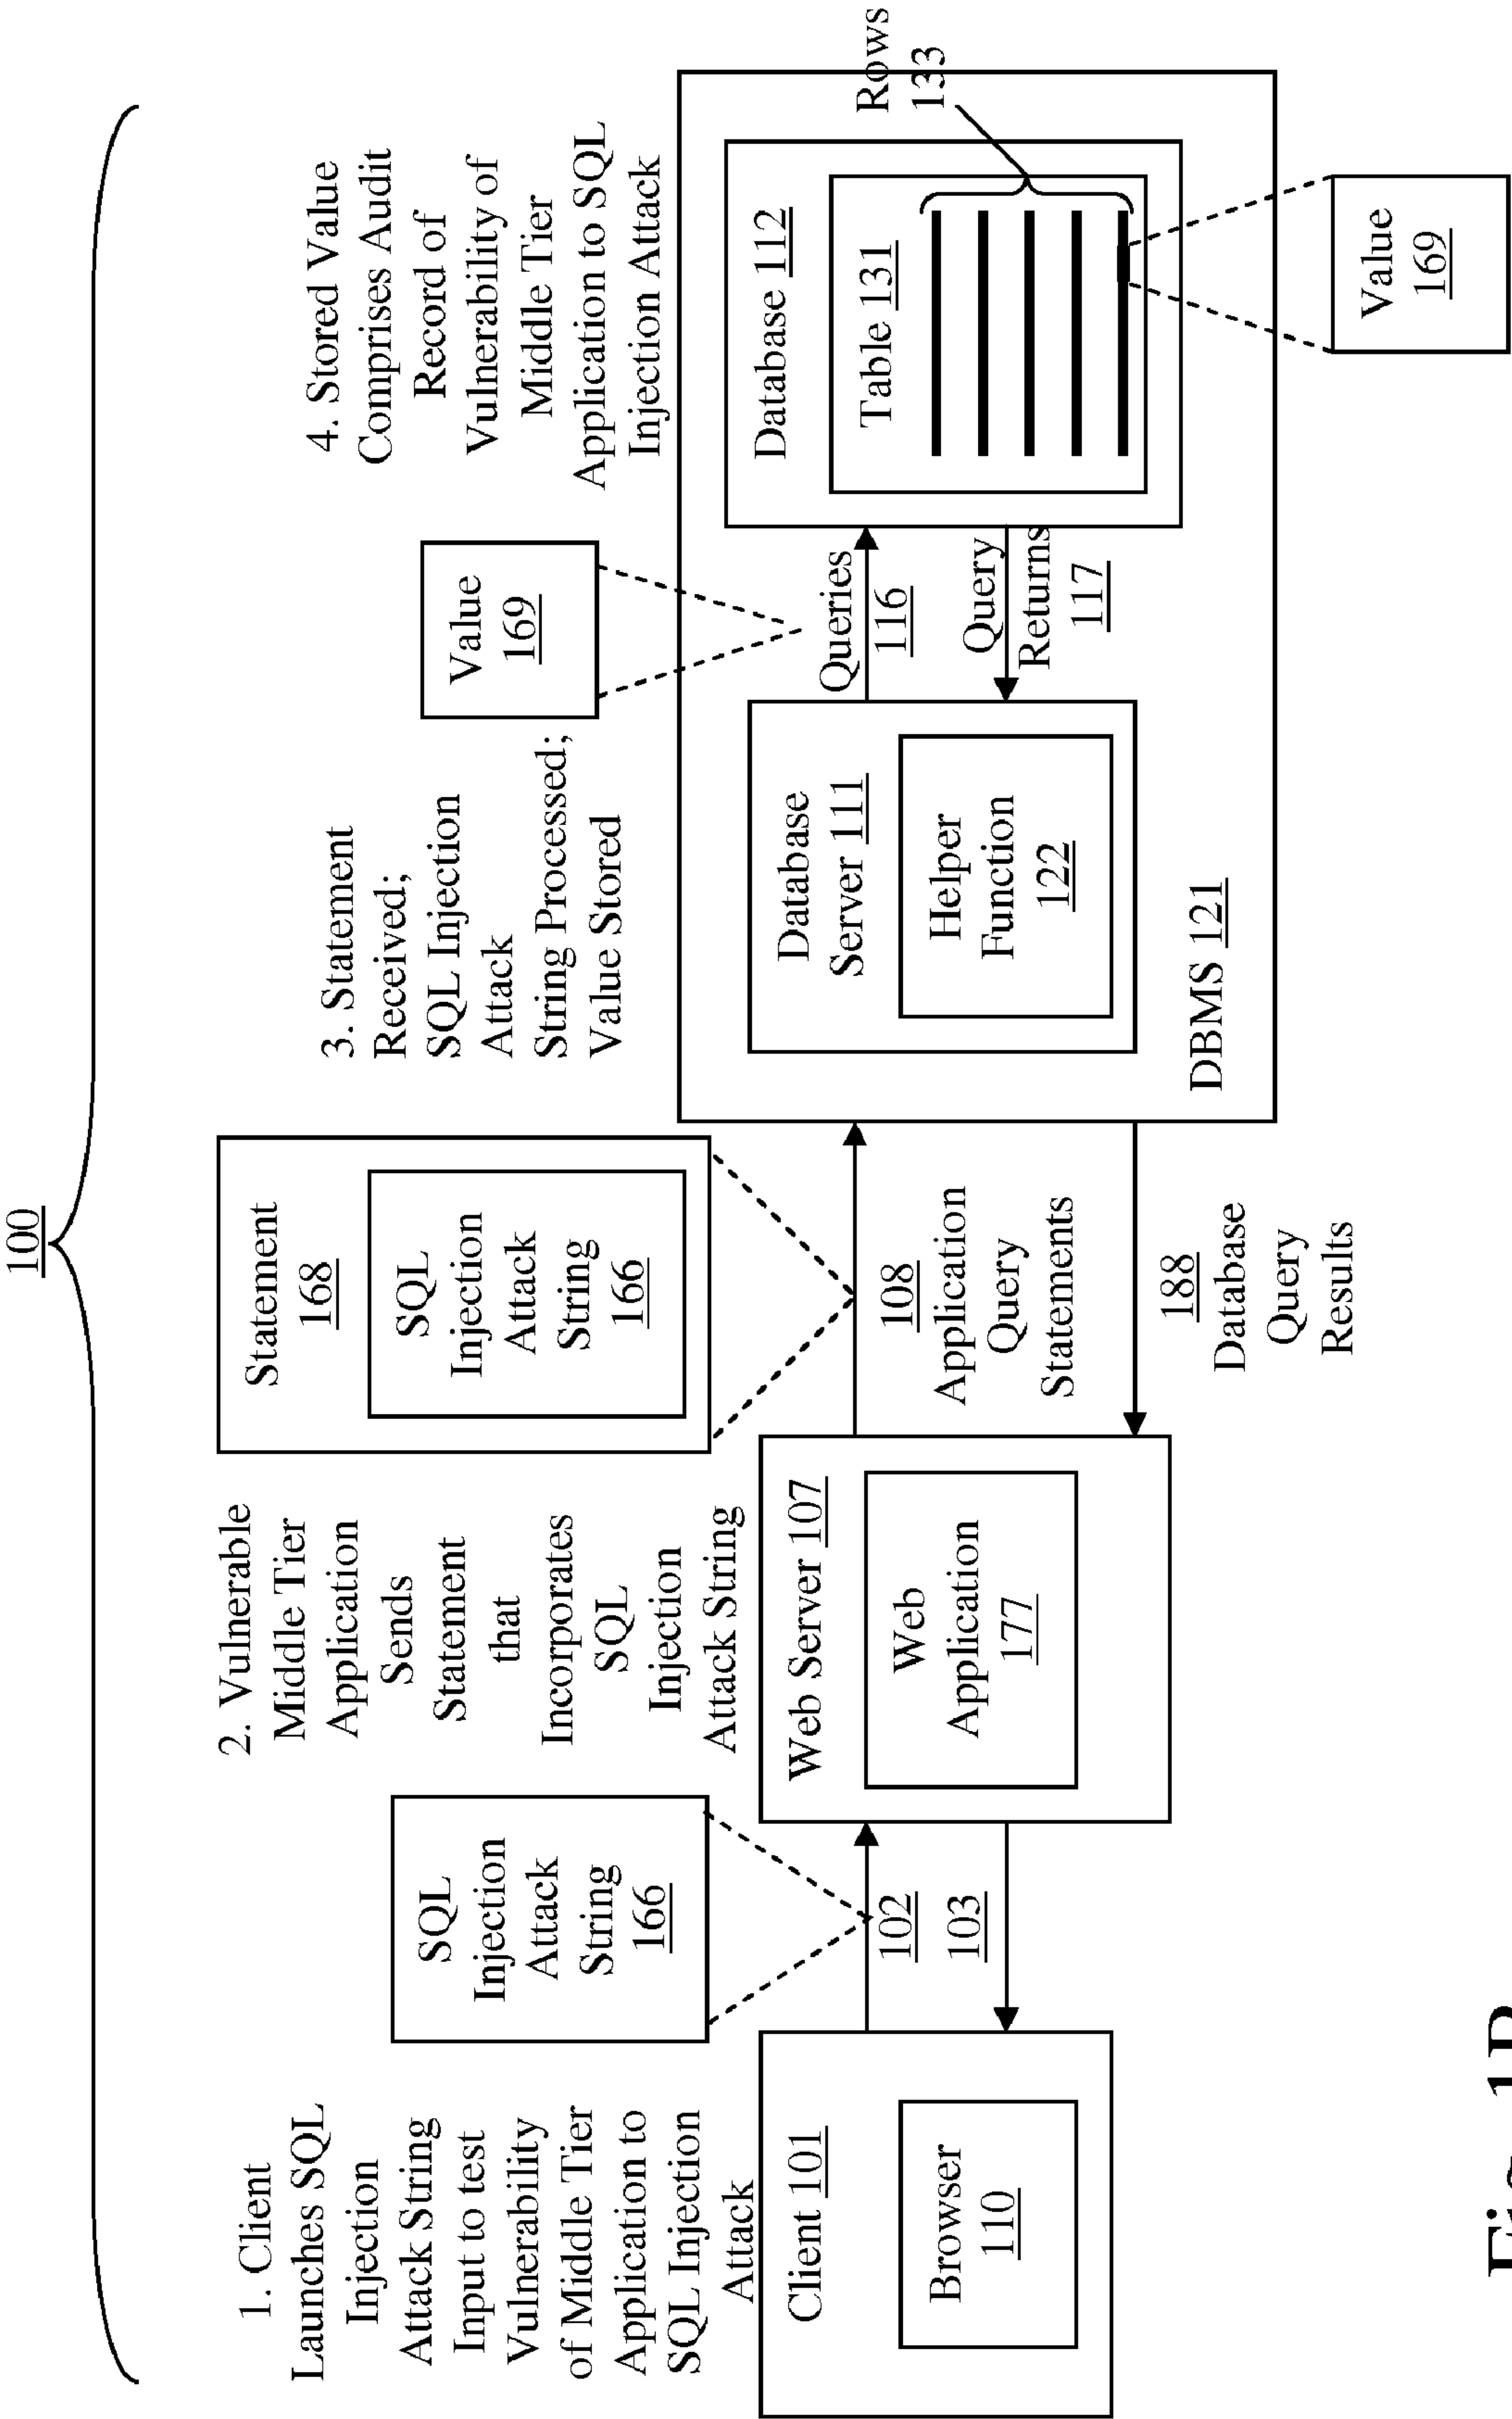 100
1. Client
Launches SQL
Injection
Attack String
Input to test
Vulnerability
of Middle Tier
Application to
SQL Injection
Attack
2. Vulnerable
Middle Tier
Application
Sends
Statement
that
Incorporates
SQL
Injection
Attack String
3. Statement
Received;
SQL Injection
Attack
String Processed;
Value Stored
4. Stored Value
Comprises Audit
Record of
Vulnerability of
Middle Tier
Application to SQL
Injection Attack
SQL
Injection
Attack
String
166
Statement
168
SQL
Injection
Attack
String
166
Value
169
Client 101
Browser
110
102
103
Web Server 107
Web
Application
177
108
Application
Query
Statements
188
Database
Query
Results
Database
Server 111
Helper
Function
122
DBMS 121
Queries
116
Query
Returns
117
Database 112
Table 131
Rows
133
Value
169